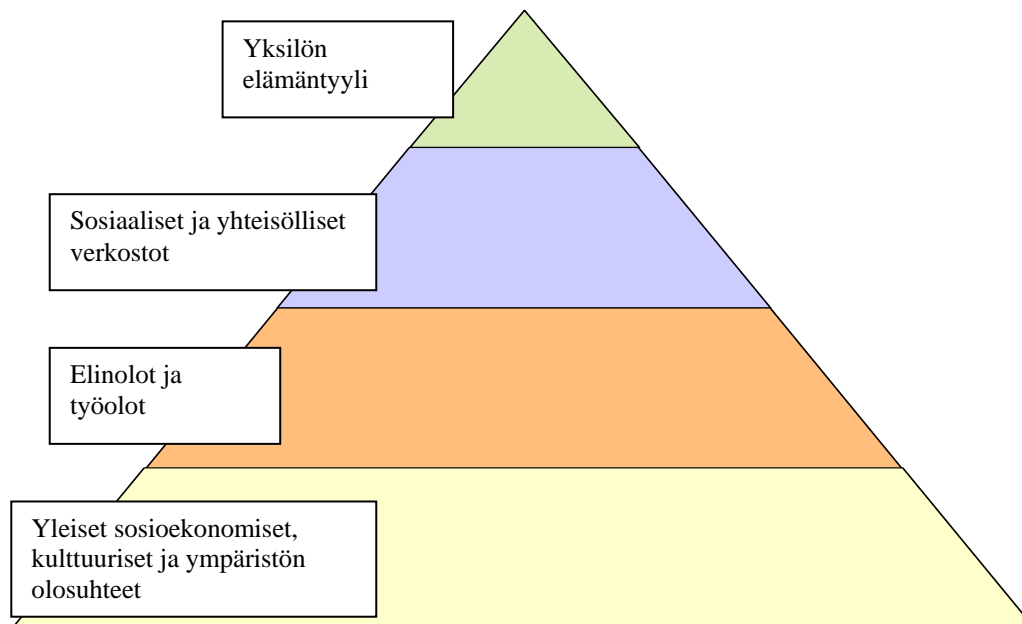 Yksilön
elämäntyyli
Sosiaaliset ja yhteisölliset
verkostot
Elinolot ja
työolot
Yleiset sosioekonomiset,
kulttuuriset ja ympäristön
olosuhteet